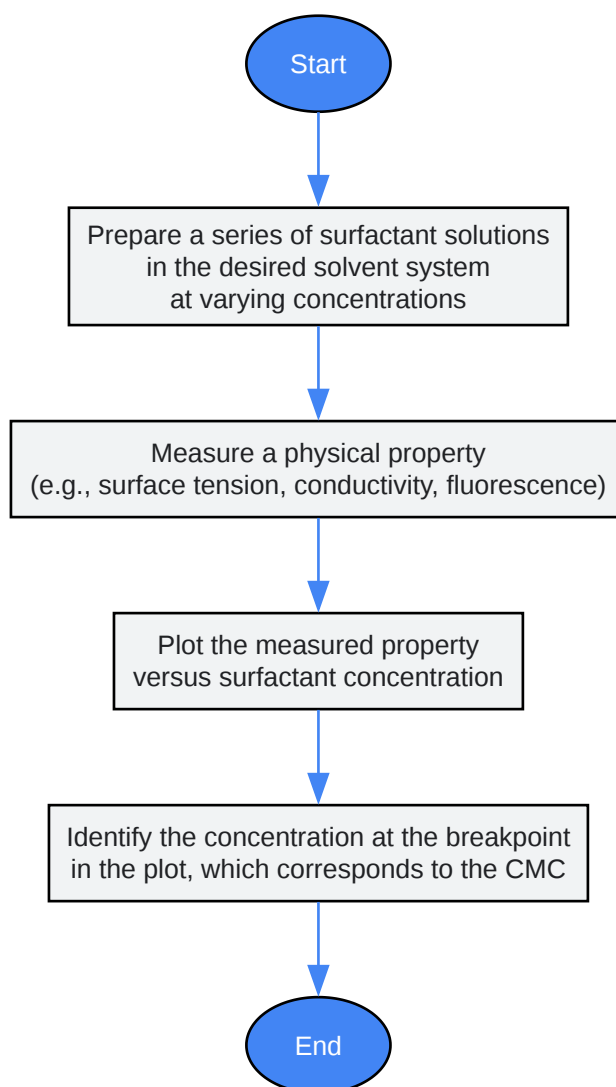 Start
Prepare a series of surfactant solutions
in the desired solvent system
at varying concentrations
Measure a physical property
(e.g., surface tension, conductivity, fluorescence)
Plot the measured property
versus surfactant concentration
Identify the concentration at the breakpoint
in the plot, which corresponds to the CMC
End